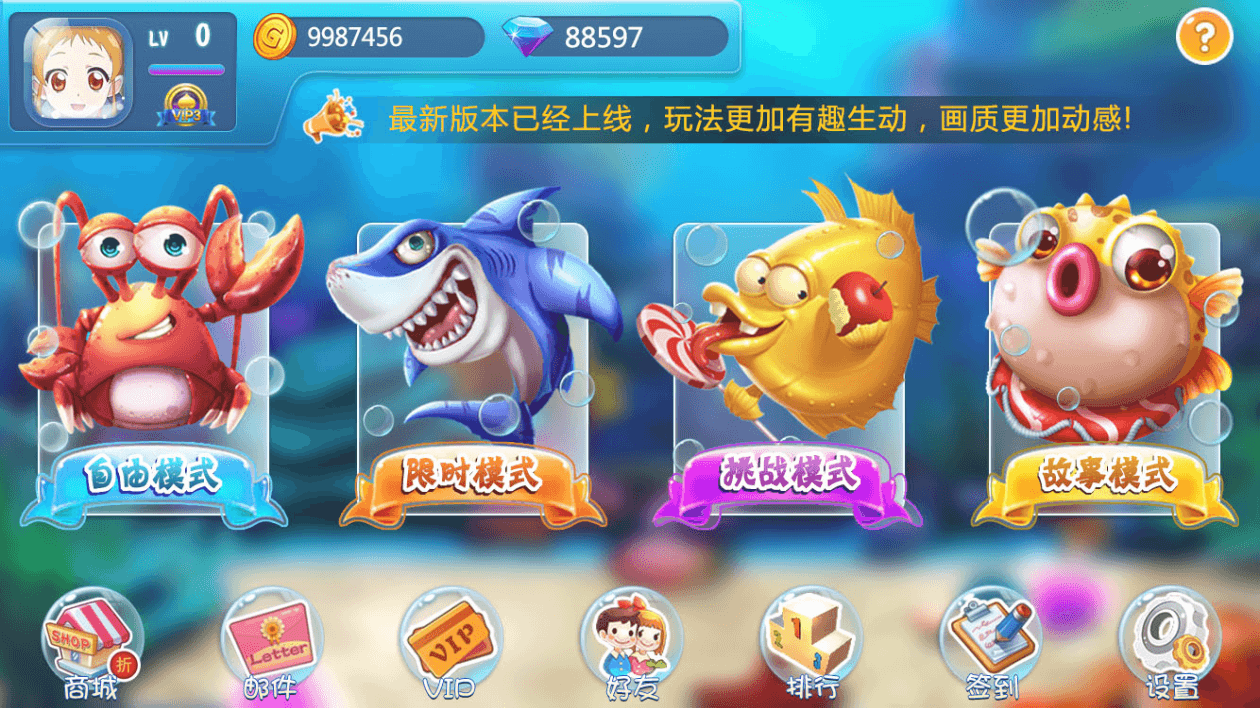 LV 0
9987456
88597
?
VIP3
最新版本已经上线，玩法更加有趣生动，画质更加动感!
自由模式
限时模式
挑战模式
故事模式
SHOP
折
商城
Letter
邮件
VIP
VIP
好友
1
2
3
排行
签到
设置